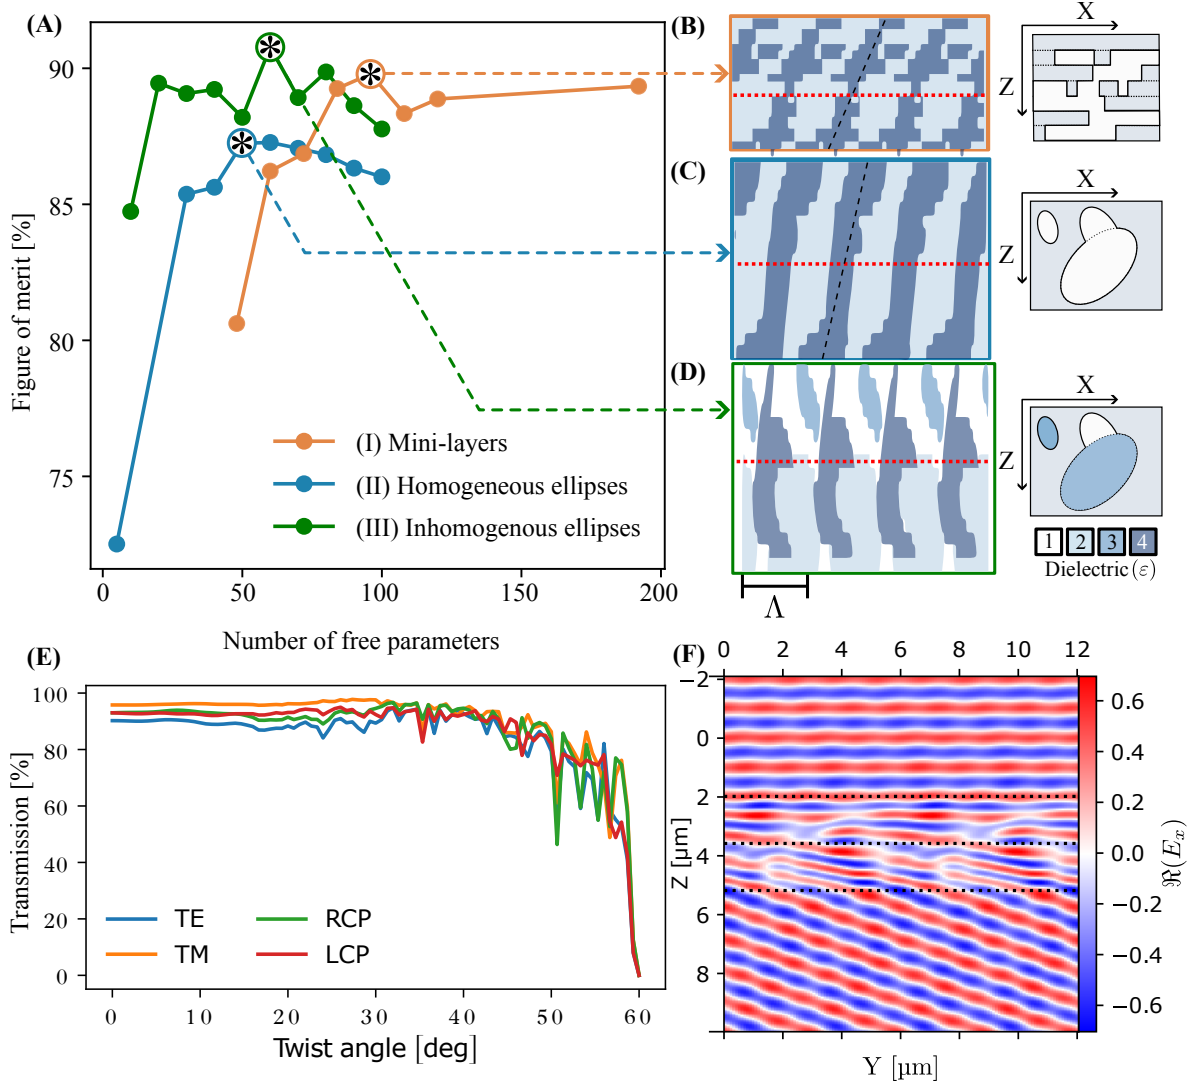 (A)
90
85
80
75
Figure of merit [%]
0
50
100
150
200
Number of free parameters
(I) Mini-layers
(II) Homogeneous ellipses
(III) Inhomogenous ellipses
*
*
*
(B)
X
Z
(C)
X
Z
(D)
X
Z
Λ
1 2 3 4
Dielectric (ε)
(E)
100
80
60
40
20
0
Transmission [%]
0 10 20 30 40 50 60
Twist angle [deg]
TE
TM
RCP
LCP
(F)
0 2 4 6 8 10 12
−2
0
2
4
6
8
Z [μm]
Y [μm]
0.6
0.4
0.2
0.0
−0.2
−0.4
−0.6
ℜ(Eₓ)